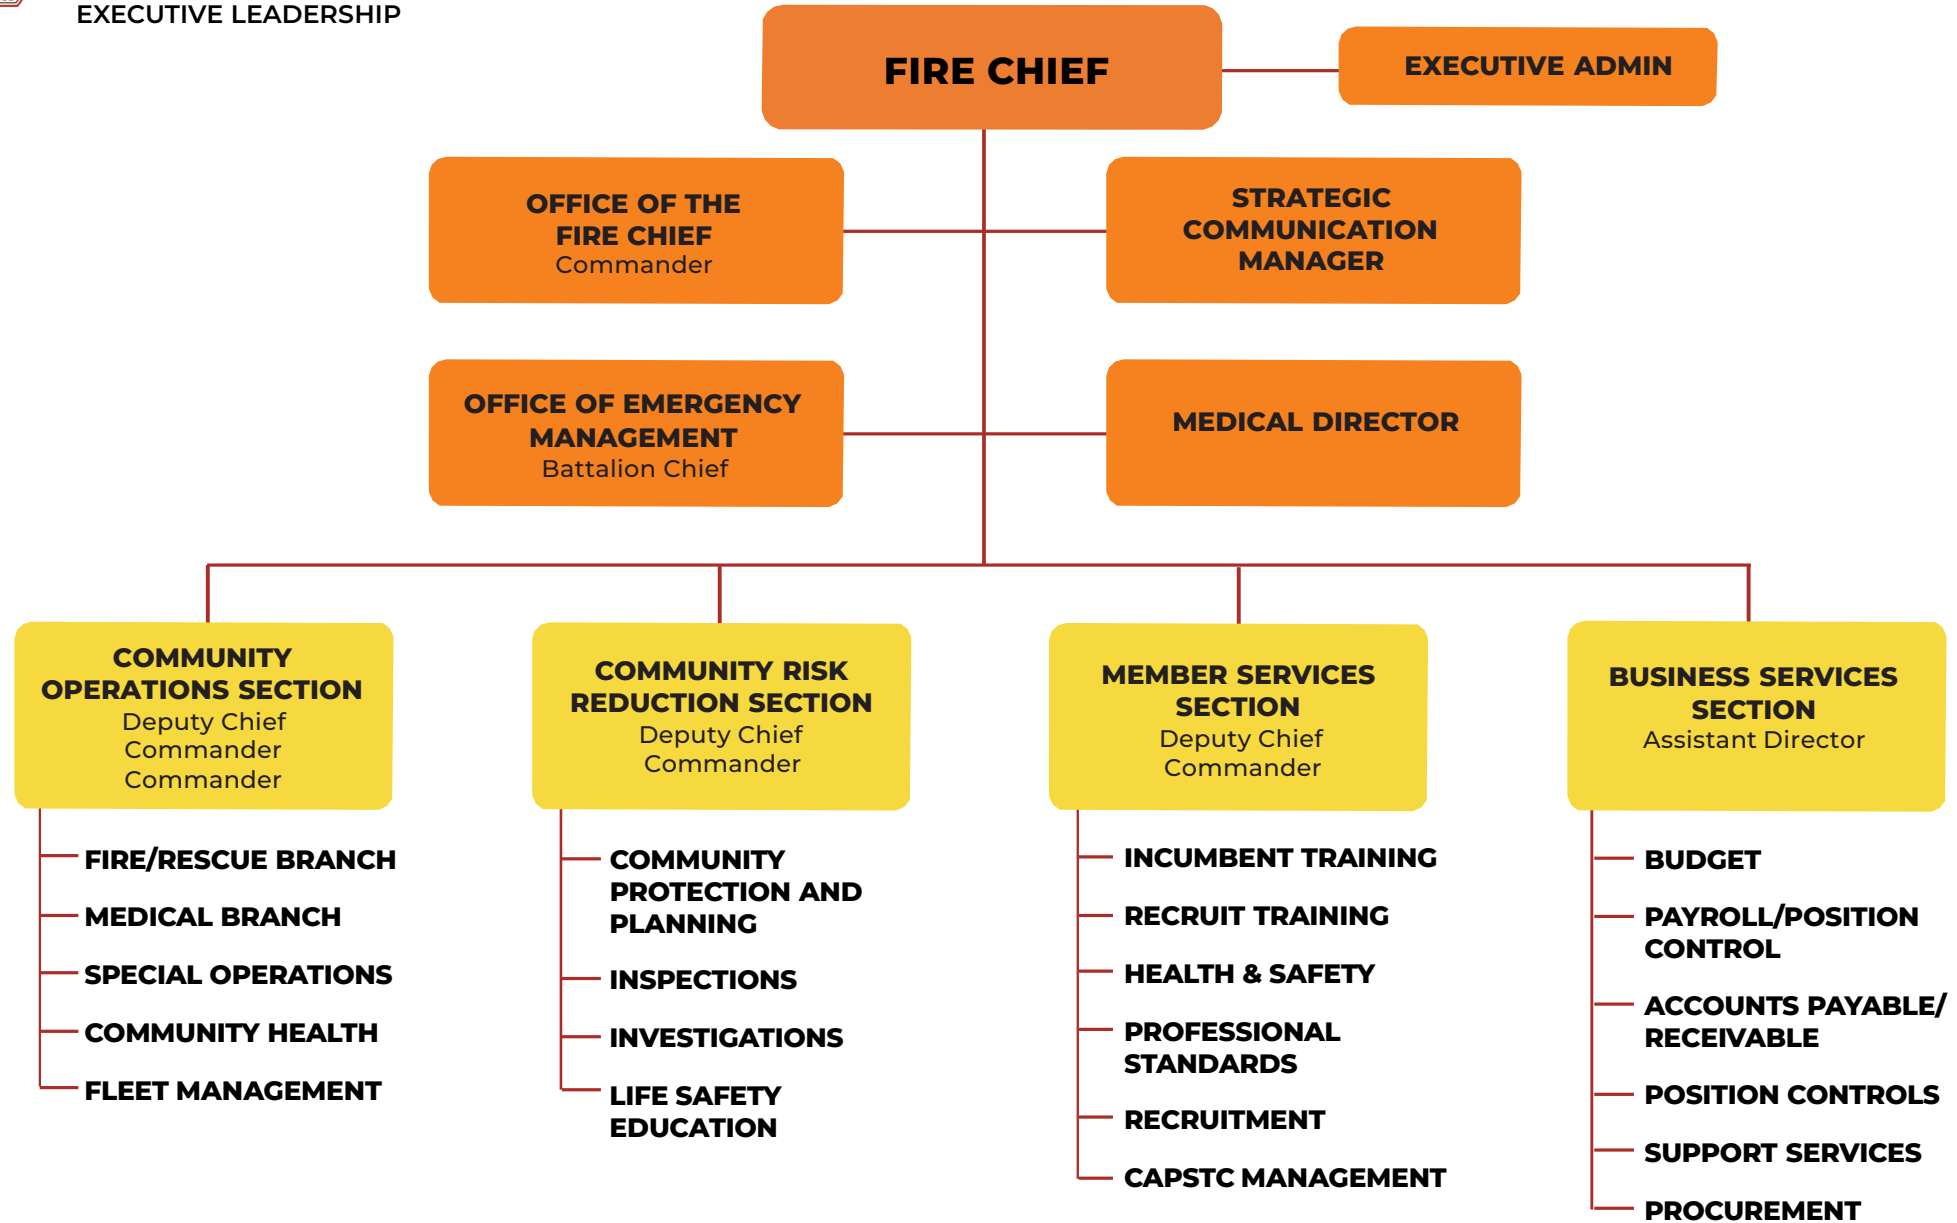 EXECUTIVE LEADERSHIP
FIRE CHIEF
EXECUTIVE ADMIN
OFFICE OF THE
FIRE CHIEF
Commander
STRATEGIC
COMMUNICATION
MANAGER
OFFICE OF EMERGENCY
MANAGEMENT
Battalion Chief
MEDICAL DIRECTOR
COMMUNITY
OPERATIONS SECTION
Deputy Chief
Commander
Commander
FIRE/RESCUE BRANCH
MEDICAL BRANCH
SPECIAL OPERATIONS
COMMUNITY HEALTH
FLEET MANAGEMENT
COMMUNITY RISK
REDUCTION SECTION
Deputy Chief
Commander
COMMUNITY
PROTECTION AND
PLANNING
INSPECTIONS
INVESTIGATIONS
LIFE SAFETY
EDUCATION
MEMBER SERVICES
SECTION
Deputy Chief
Commander
INCUMBENT TRAINING
RECRUIT TRAINING
HEALTH & SAFETY
PROFESSIONAL
STANDARDS
RECRUITMENT
CAPSTC MANAGEMENT
BUSINESS SERVICES
SECTION
Assistant Director
BUDGET
PAYROLL/POSITION
CONTROL
ACCOUNTS PAYABLE/
RECEIVABLE
POSITION CONTROLS
SUPPORT SERVICES
PROCUREMENT